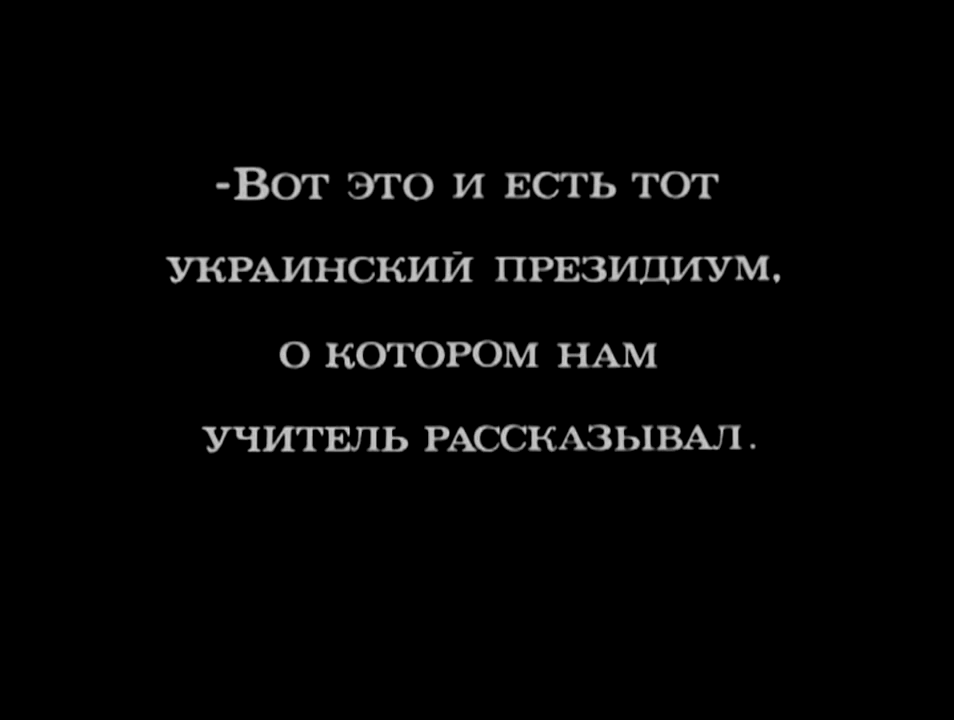 -Вот это и есть тот
украинский президиум,
о котором нам
учитель рассказывал.